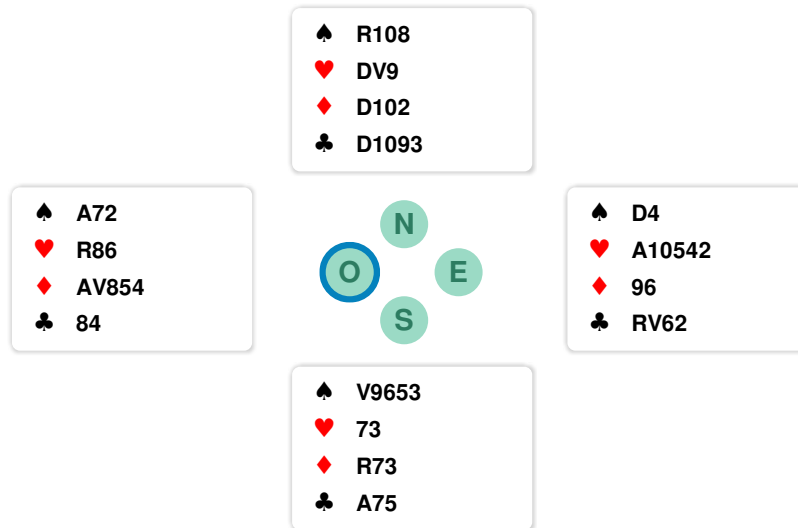 ♠ R108
♥ DV9
♦ D102
♣ D1093
♠ A72
♥ R86
♦ AV854
♣ 84
N
O E
S
♠ D4
♥ A10542
♦ 96
♣ RV62
♠ V9653
♥ 73
♦ R73
♣ A75